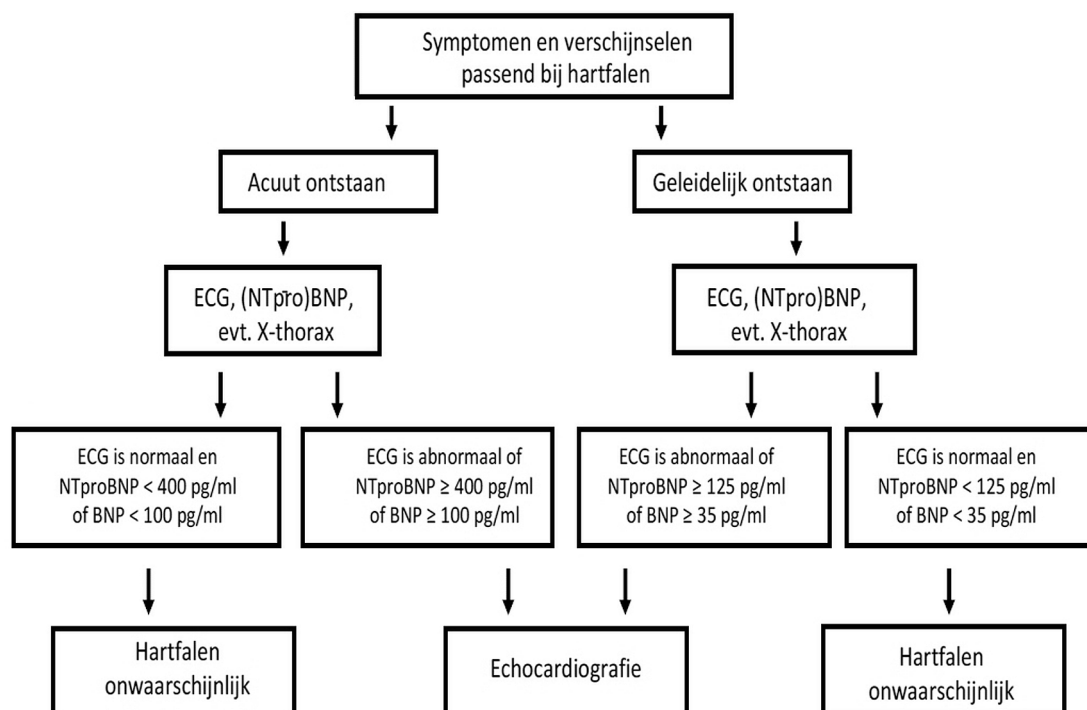 Symptomen en verschijnselen
passend bij hartfalen
Acuut ontstaan
Geleidelijk ontstaan
ECG, (NTpro)BNP,
evt. X-thorax
ECG, (NTpro)BNP,
evt. X-thorax
ECG is normaal en
NTproBNP < 400 pg/ml
of BNP < 100 pg/ml
ECG is abnormaal of
NTproBNP ≥ 400 pg/ml
of BNP ≥ 100 pg/ml
ECG is abnormaal of
NTproBNP ≥ 125 pg/ml
of BNP ≥ 35 pg/ml
ECG is normaal en
NTproBNP < 125 pg/ml
of BNP < 35 pg/ml
Hartfalen
onwaarschijnlijk
Echocardiografie
Hartfalen
onwaarschijnlijk